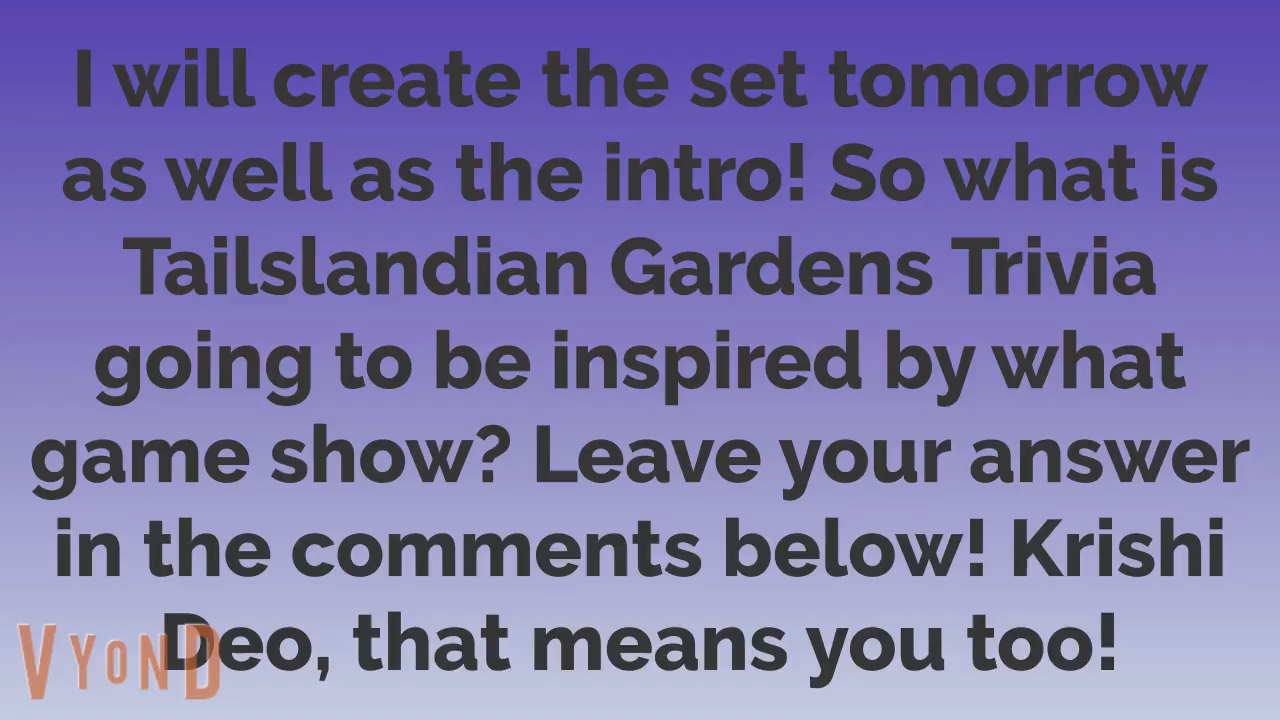 I will create the set tomorrow
as well as the intro! So what is
Tailslandian Gardens Trivia
going to be inspired by what
game show? Leave your answer
in the comments below! Krishi
Deo, that means you too!
VYOND